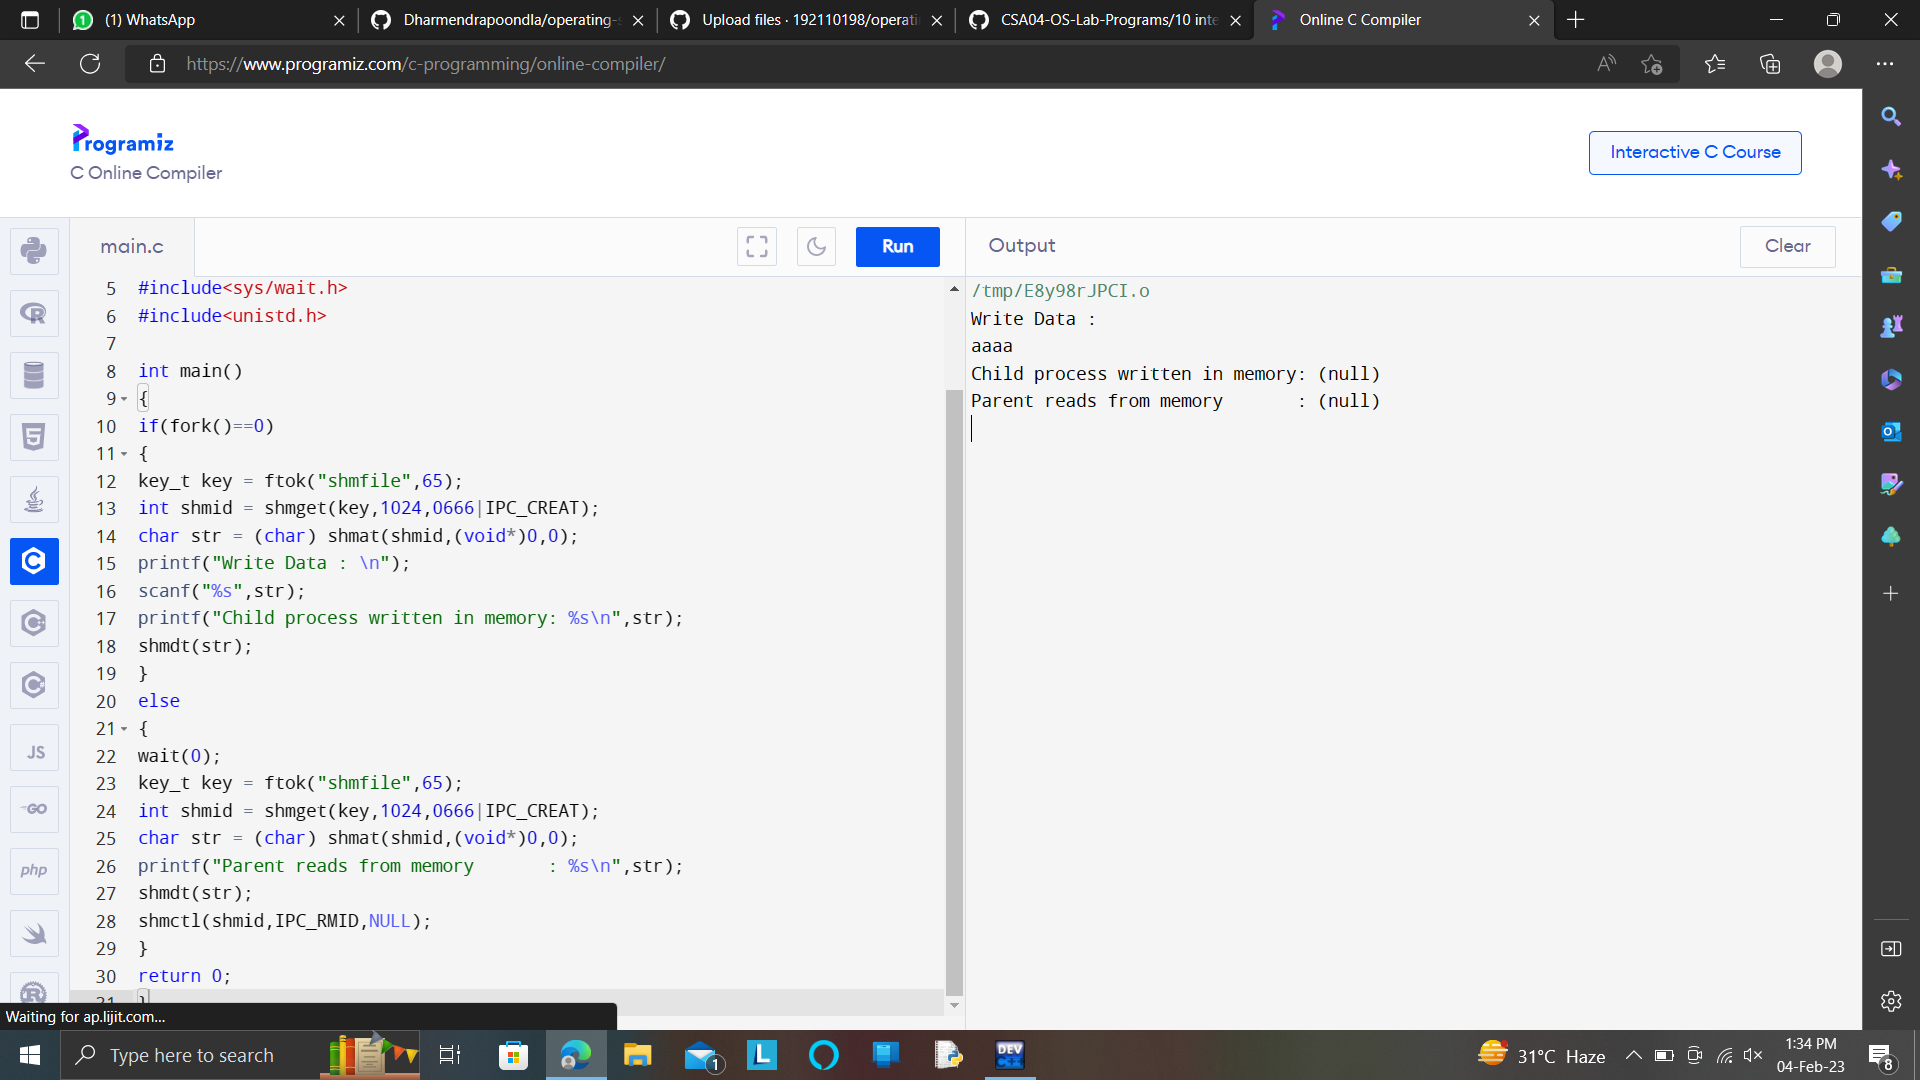 (1) WhatsApp
Dharmendrapoondla/operating-s
Upload files · 192110198/operati
CSA04-OS-Lab-Programs/10 inte
Online C Compiler
https://www.programiz.com/c-programming/online-compiler/
Programiz
C Online Compiler
Interactive C Course
main.c
Run
Output
Clear
5 #include<sys/wait.h>
6 #include<unistd.h>
7
8 int main()
9 {
10 if(fork()==0)
11 {
12 key_t key = ftok("shmfile",65);
13 int shmid = shmget(key,1024,0666|IPC_CREAT);
14 char str = (char) shmat(shmid,(void*)0,0);
15 printf("Write Data : \n");
16 scanf("%s",str);
17 printf("Child process written in memory: %s\n",str);
18 shmdt(str);
19 }
20 else
21 {
22 wait(0);
23 key_t key = ftok("shmfile",65);
24 int shmid = shmget(key,1024,0666|IPC_CREAT);
25 char str = (char) shmat(shmid,(void*)0,0);
26 printf("Parent reads from memory       : %s\n",str);
27 shmdt(str);
28 shmctl(shmid,IPC_RMID,NULL);
29 }
30 return 0;
31 }
/tmp/E8y98rJPCI.o
Write Data :
aaaa
Child process written in memory: (null)
Parent reads from memory       : (null)
JS
GO
php
Waiting for ap.lijit.com...
Type here to search
1
L
DEV
C++
31°C Haze
1:34 PM
04-Feb-23
8